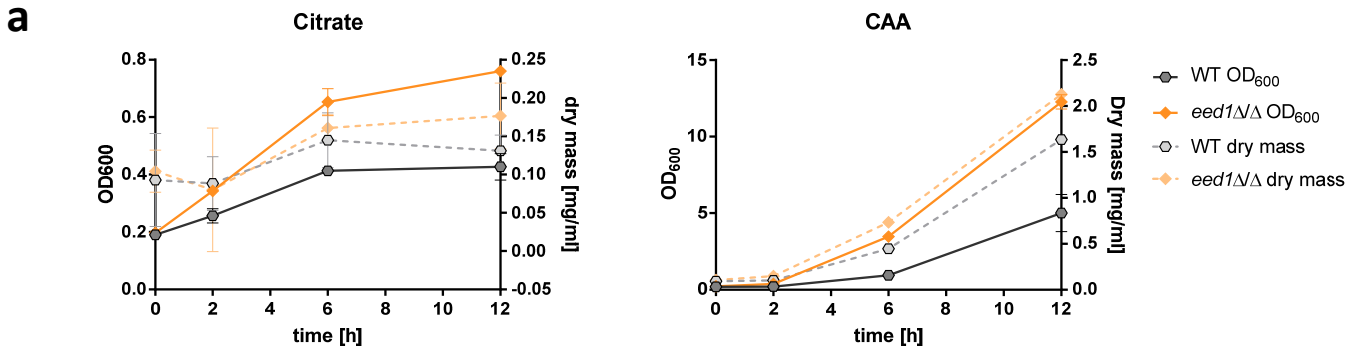 a
Citrate
0.8
0.6
0.4
0.2
0.0
OD600
0.25
0.20
0.15
0.10
0.05
0.00
-0.05
dry mass [mg/ml]
0 2 4 6 8 10 12
time [h]
CAA
15
10
5
0
OD600
2.5
2.0
1.5
1.0
0.5
0.0
Dry mass [mg/ml]
0 2 4 6 8 10 12
time [h]
WT OD600
eed1Δ/Δ OD600
WT dry mass
eed1Δ/Δ dry mass